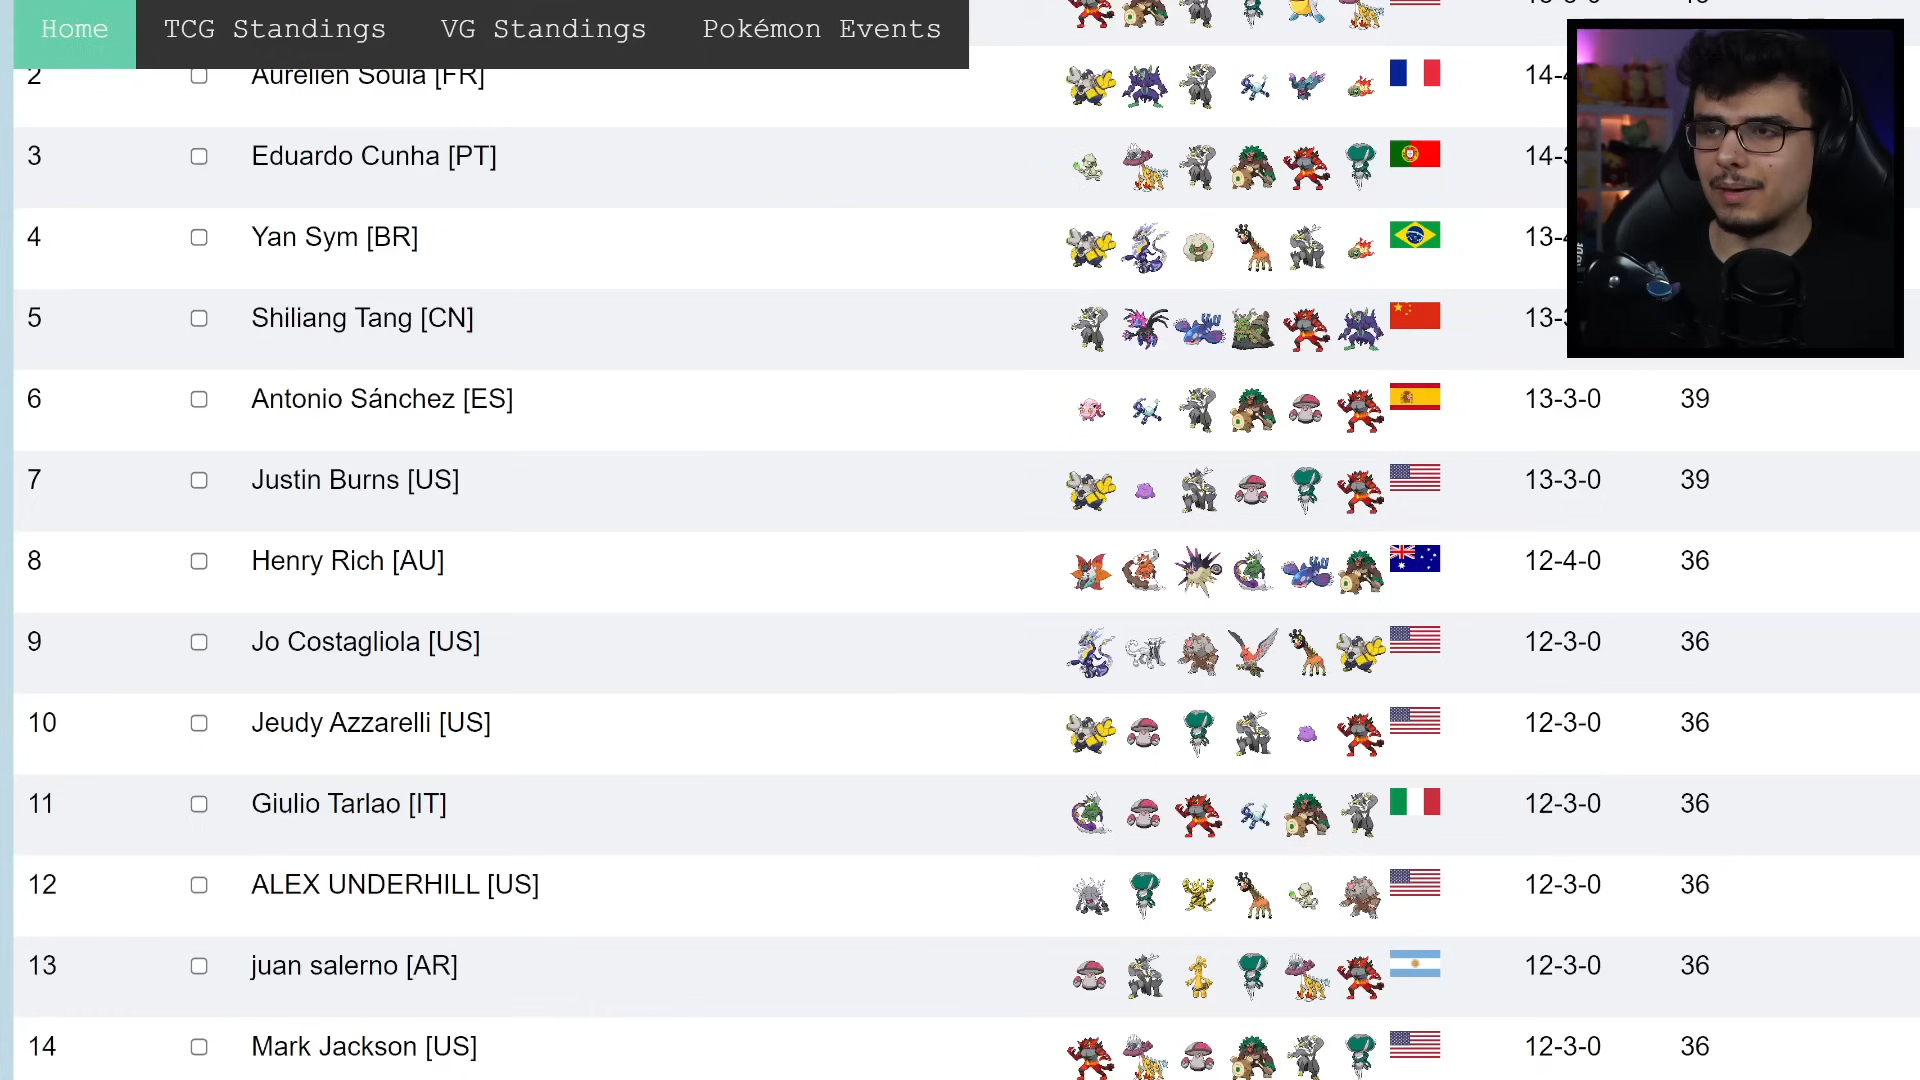 Home TCG Standings VG Standings Pokémon Events
2 Aurelien Soula [FR] 14-
3 Eduardo Cunha [PT] 14-3
4 Yan Sym [BR] 13-4
5 Shiliang Tang [CN] 13-3
6 Antonio Sánchez [ES] 13-3-0 39
7 Justin Burns [US] 13-3-0 39
8 Henry Rich [AU] 12-4-0 36
9 Jo Costagliola [US] 12-3-0 36
10 Jeudy Azzarelli [US] 12-3-0 36
11 Giulio Tarlao [IT] 12-3-0 36
12 ALEX UNDERHILL [US] 12-3-0 36
13 juan salerno [AR] 12-3-0 36
14 Mark Jackson [US] 12-3-0 36